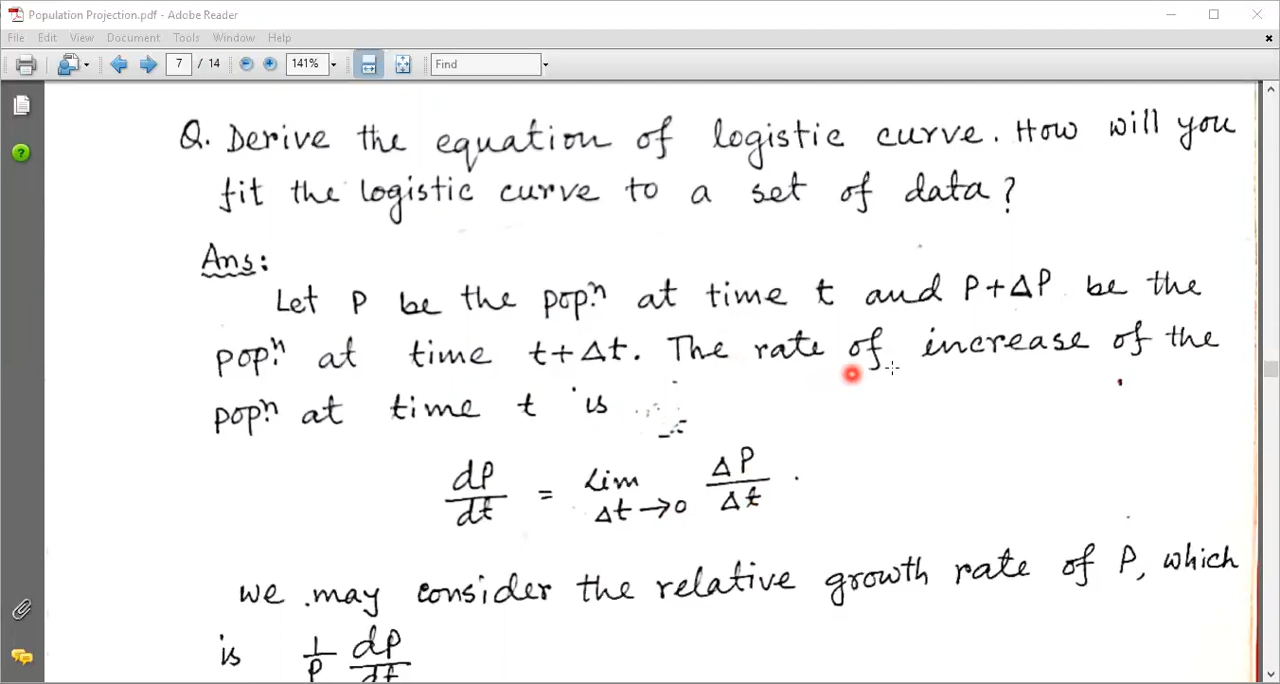 Population Projection.pdf - Adobe Reader
File Edit View Document Tools Window Help
7 / 14 141% Find
Q. Derive the equation of logistic curve. How will you
fit the logistic curve to a set of data?
Ans:
Let P be the popⁿ at time t and P+ΔP be the
popⁿ at time t+Δt. The rate of increase of the
popⁿ at time t is
dP/dt = Lim Δt→0 ΔP/Δt .
we may consider the relative growth rate of P, which
is 1/P dP/dt